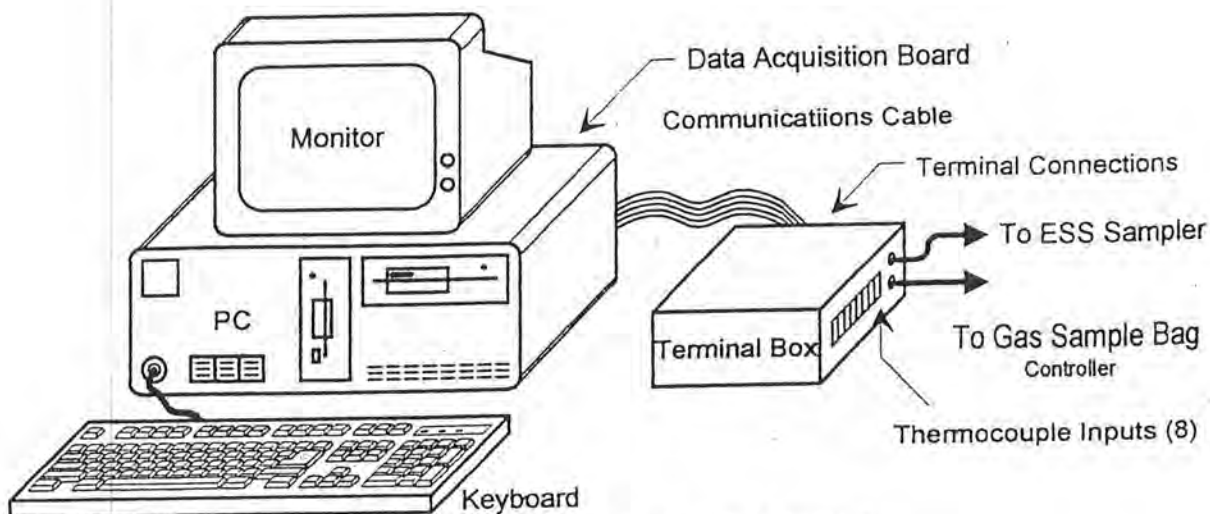 Data Acquisition Board
Communicatiions Cable
Monitor
Terminal Connections
To ESS Sampler
PC
Terminal Box
To Gas Sample Bag
Controller
Thermocouple Inputs (8)
Keyboard